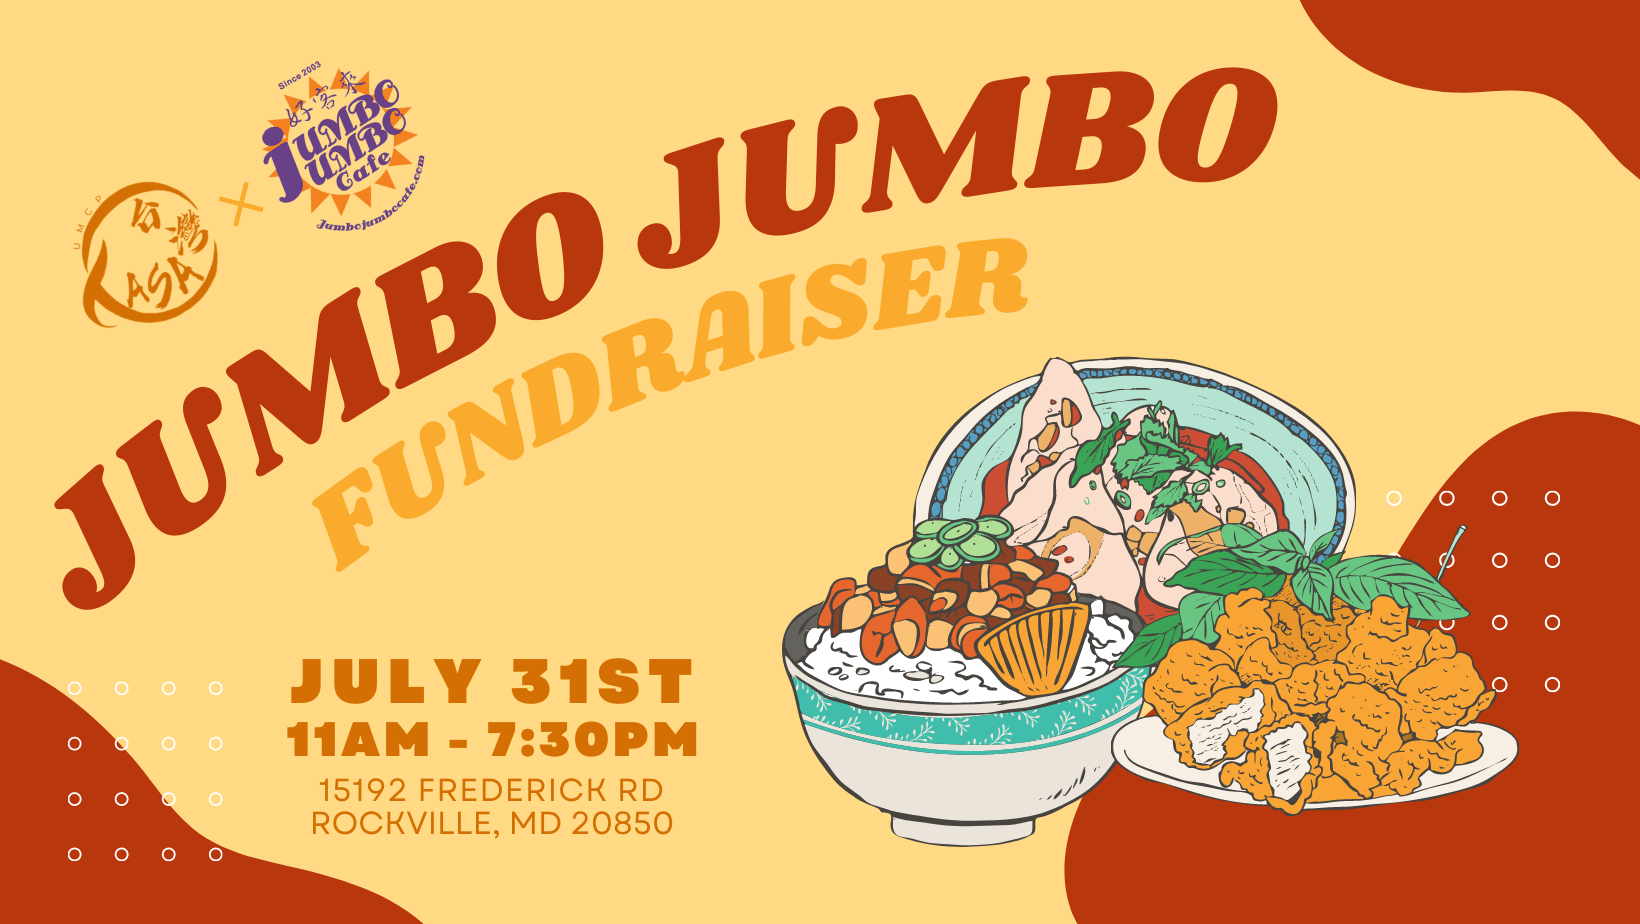 Since 2003
好客來
JUMBO
JUMBO
Cafe
Jumbojumbocafe.com
UMCP
台灣
ASA
×
JUMBO JUMBO
FUNDRAISER
JULY 31ST
11AM - 7:30PM
15192 FREDERICK RD
ROCKVILLE, MD 20850